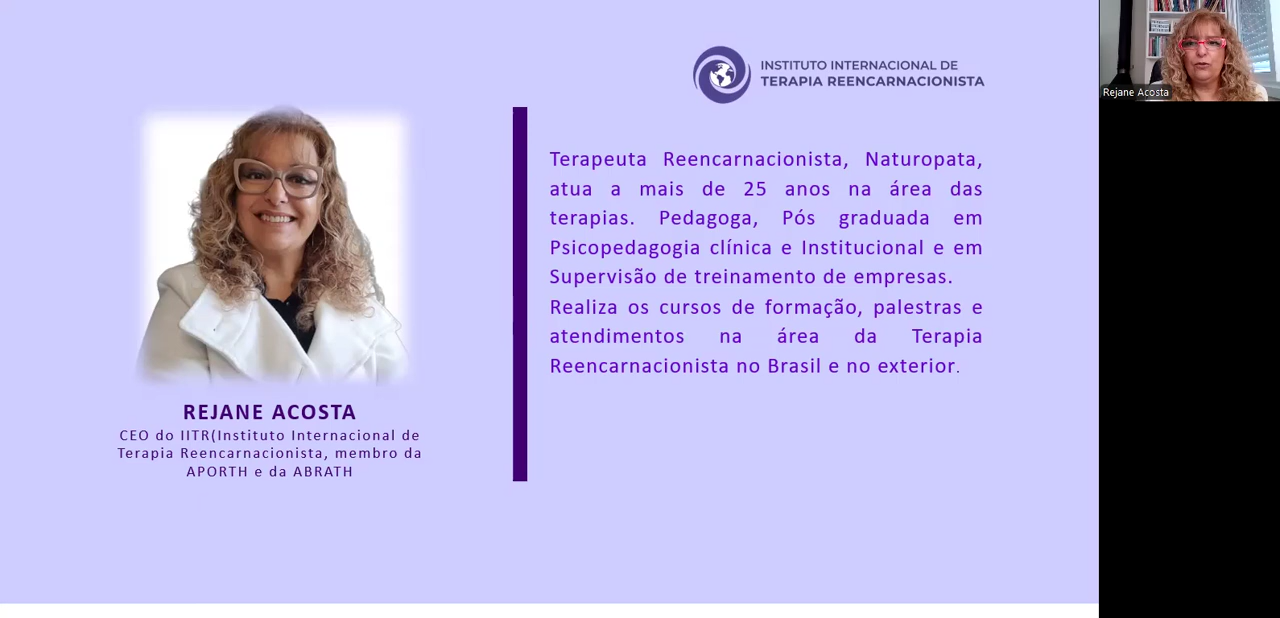 INSTITUTO INTERNACIONAL DE
TERAPIA REENCARNACIONISTA
Rejane Acosta
Terapeuta Reencarnacionista, Naturopata,
atua a mais de 25 anos na área das
terapias. Pedagoga, Pós graduada em
Psicopedagogia clínica e Institucional e em
Supervisão de treinamento de empresas.
Realiza os cursos de formação, palestras e
atendimentos na área da Terapia
Reencarnacionista no Brasil e no exterior.
REJANE ACOSTA
CEO do IITR(Instituto Internacional de
Terapia Reencarnacionista, membro da
APORTH e da ABRATH